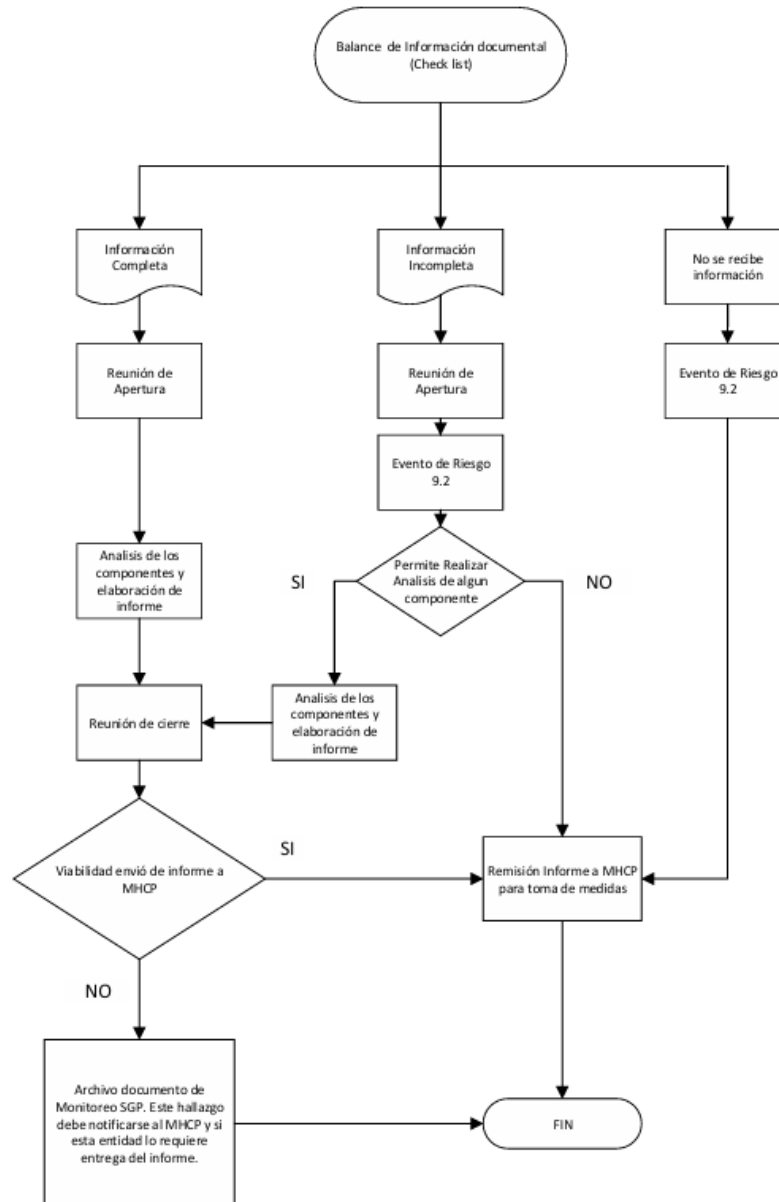 Balance de Información documental
(Check list)
Información
Completa
Información
Incompleta
No se recibe
información
Reunión de
Apertura
Reunión de
Apertura
Evento de Riesgo
9.2
Evento de Riesgo
9.2
Analisis de los
componentes y
elaboración de
informe
SI
Permite Realizar
Analisis de algun
componente
NO
Reunión de cierre
Analisis de los
componentes y
elaboración de
informe
Viabilidad envió de informe a
MHCP
SI
Remisión Informe a MHCP
para toma de medidas
NO
Archivo documento de
Monitoreo SGP. Este hallazgo
debe notificarse al MHCP y si
esta entidad lo requiere
entrega del informe.
FIN